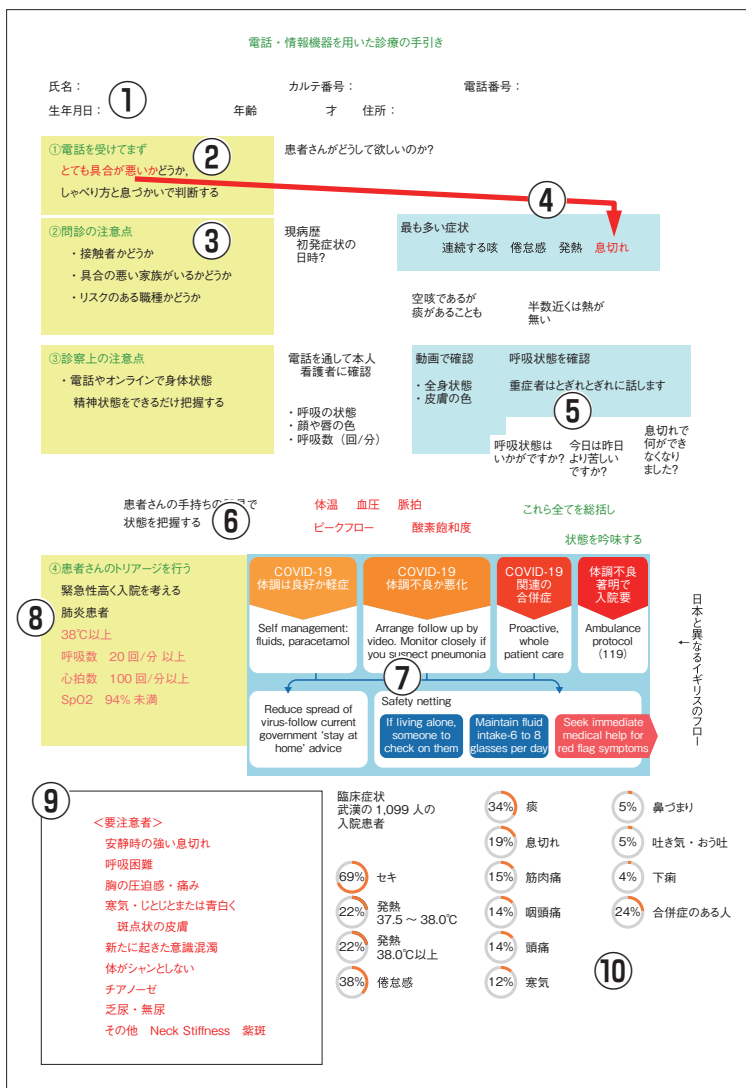 電話・情報機器を用いた診療の手引き
氏名： カルテ番号： 電話番号：
生年月日： 年齢 才 住所：
①
①電話を受けてまず
とても具合が悪いかどうか，
しゃべり方と息づかいで判断する
②
患者さんがどうして欲しいのか？
④
②問診の注意点
・接触者かどうか
・具合の悪い家族がいるかどうか
・リスクのある職種かどうか
③
現病歴
初発症状の
日時？
最も多い症状
連続する咳 倦怠感 発熱 息切れ
空咳であるが
痰があることも
半数近くは熱が
無い
③診察上の注意点
・電話やオンラインで身体状態
精神状態をできるだけ把握する
電話を通して本人
看護者に確認
・呼吸の状態
・顔や唇の色
・呼吸数（回/分）
動画で確認
・全身状態
・皮膚の色
呼吸状態を確認
重症者はとぎれとぎれに話します
⑤
呼吸状態は
いかがですか？
今日は昨日
より苦しい
ですか？
息切れで
何ができ
なくなり
ました？
患者さんの手持ちの で
状態を把握する
⑥
体温 血圧 脈拍
ピークフロー 酸素飽和度
これら全てを総括し
状態を吟味する
④患者さんのトリアージを行う
緊急性高く入院を考える
肺炎患者
38℃以上
呼吸数 20 回/分 以上
心拍数 100 回/分以上
SpO2 94% 未満
⑧
COVID-19
体調は良好か軽症
COVID-19
体調不良か悪化
COVID-19
関連の
合併症
体調不良
著明で
入院要
Self management:
fluids, paracetamol
Arrange follow up by
video. Monitor closely if
you suspect pneumonia
Proactive,
whole
patient care
Ambulance
protocol
(119)
⑦
Reduce spread of
virus-follow current
government ‘stay at
home’ advice
Safety netting
If living alone,
someone to
check on them
Maintain fluid
intake-6 to 8
glasses per day
Seek immediate
medical help for
red flag symptoms
←日本と異なるイギリスのフロー
⑨
＜要注意者＞
安静時の強い息切れ
呼吸困難
胸の圧迫感・痛み
寒気・じとじとまたは青白く
斑点状の皮膚
新たに起きた意識混濁
体がシャンとしない
チアノーゼ
乏尿・無尿
その他 Neck Stiffness 紫斑
臨床症状
武漢の 1,099 人の
入院患者
69% セキ
22% 発熱
37.5 ～ 38.0℃
22% 発熱
38.0℃以上
38% 倦怠感
34% 痰
19% 息切れ
15% 筋肉痛
14% 咽頭痛
14% 頭痛
12% 寒気
5% 鼻づまり
5% 吐き気・おう吐
4% 下痢
24% 合併症のある人
⑩